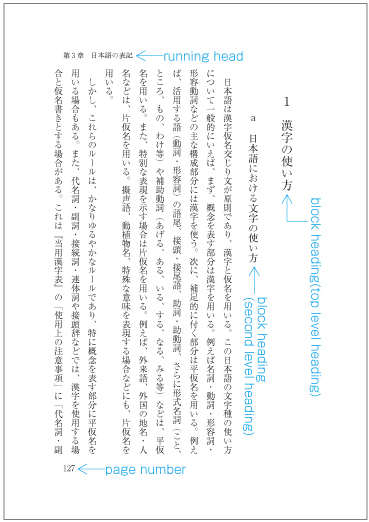 第３章　日本語の表記
running head
1　漢字の使い方
block heading(top level heading)
a　日本語における文字の使い方
block heading
(second level heading)
日本語は漢字仮名交じり文が原則であり、漢字と仮名を用いる。この日本語の文字種の使い方
について一般的にいえば、まず、概念を表す部分は漢字を用いる。例えば名詞・動詞・形容詞・
形容動詞などの主な構成部分には漢字を使う。次に、補足的に付く部分は平仮名を用いる。例え
ば、活用する語（動詞・形容詞）の語尾、接頭・接尾語、助詞、助動詞、さらに形式名詞（こと、
ところ、もの、わけ等）や補助動詞（あげる、ある、いる、する、なる、みる等）などは、平仮
名を用いる。また、特別な表現を示す場合は片仮名を用いる。例えば、外来語、外国の地名・人
名などは、片仮名を用いる。擬声語、動植物名、特殊な意味を表現する場合などにも、片仮名を
用いる。
しかし、これらのルールは、かなりゆるやかなルールであり、特に概念を表す部分に平仮名を
用いる場合もある。また、代名詞・副詞・接続詞・連体詞や接頭辞などでは、漢字を使用する場
合と仮名書きとする場合がある。これは『当用漢字表』の「使用上の注意事項」に「代名詞・副
127
page number